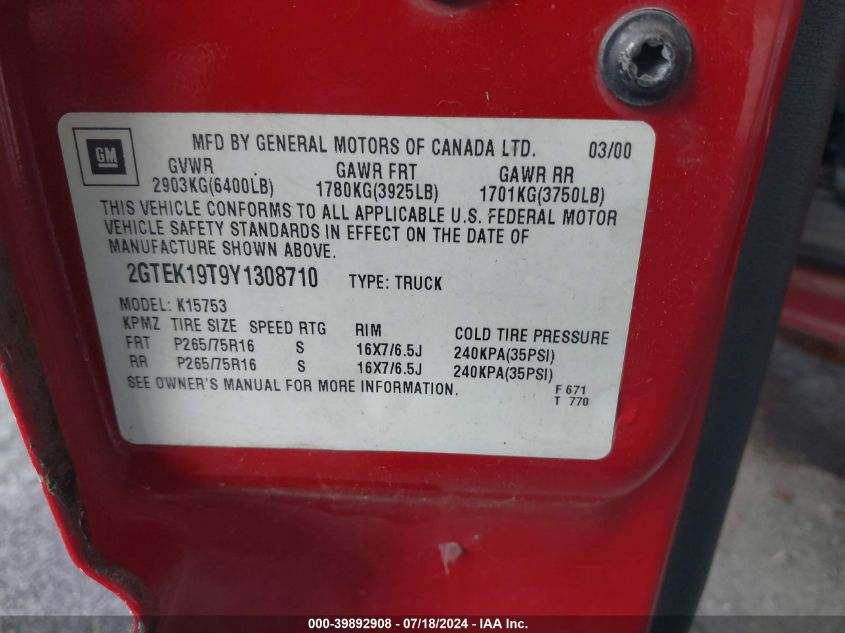 GM
MFD BY GENERAL MOTORS OF CANADA LTD. 03/00
GVWR GAWR FRT GAWR RR
2903KG(6400LB) 1780KG(3925LB) 1701KG(3750LB)
THIS VEHICLE CONFORMS TO ALL APPLICABLE U.S. FEDERAL MOTOR
VEHICLE SAFETY STANDARDS IN EFFECT ON THE DATE OF
MANUFACTURE SHOWN ABOVE.
2GTEK19T9Y1308710 TYPE: TRUCK
MODEL: K15753
KPMZ TIRE SIZE SPEED RTG RIM COLD TIRE PRESSURE
FRT P265/75R16 S 16X7/6.5J 240KPA(35PSI)
RR P265/75R16 S 16X7/6.5J 240KPA(35PSI)
SEE OWNER'S MANUAL FOR MORE INFORMATION. F 671
T 770
000-39892908 - 07/18/2024 - IAA Inc.